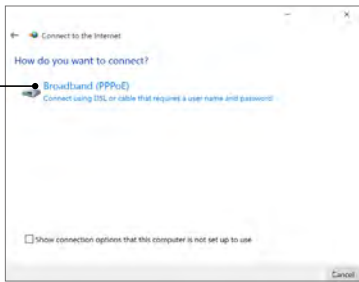 Connect to the Internet
How do you want to connect?
Broadband (PPPoE)
Connect using DSL or cable that requires a user name and password
Show connection options that this computer is not set up to use
Cancel